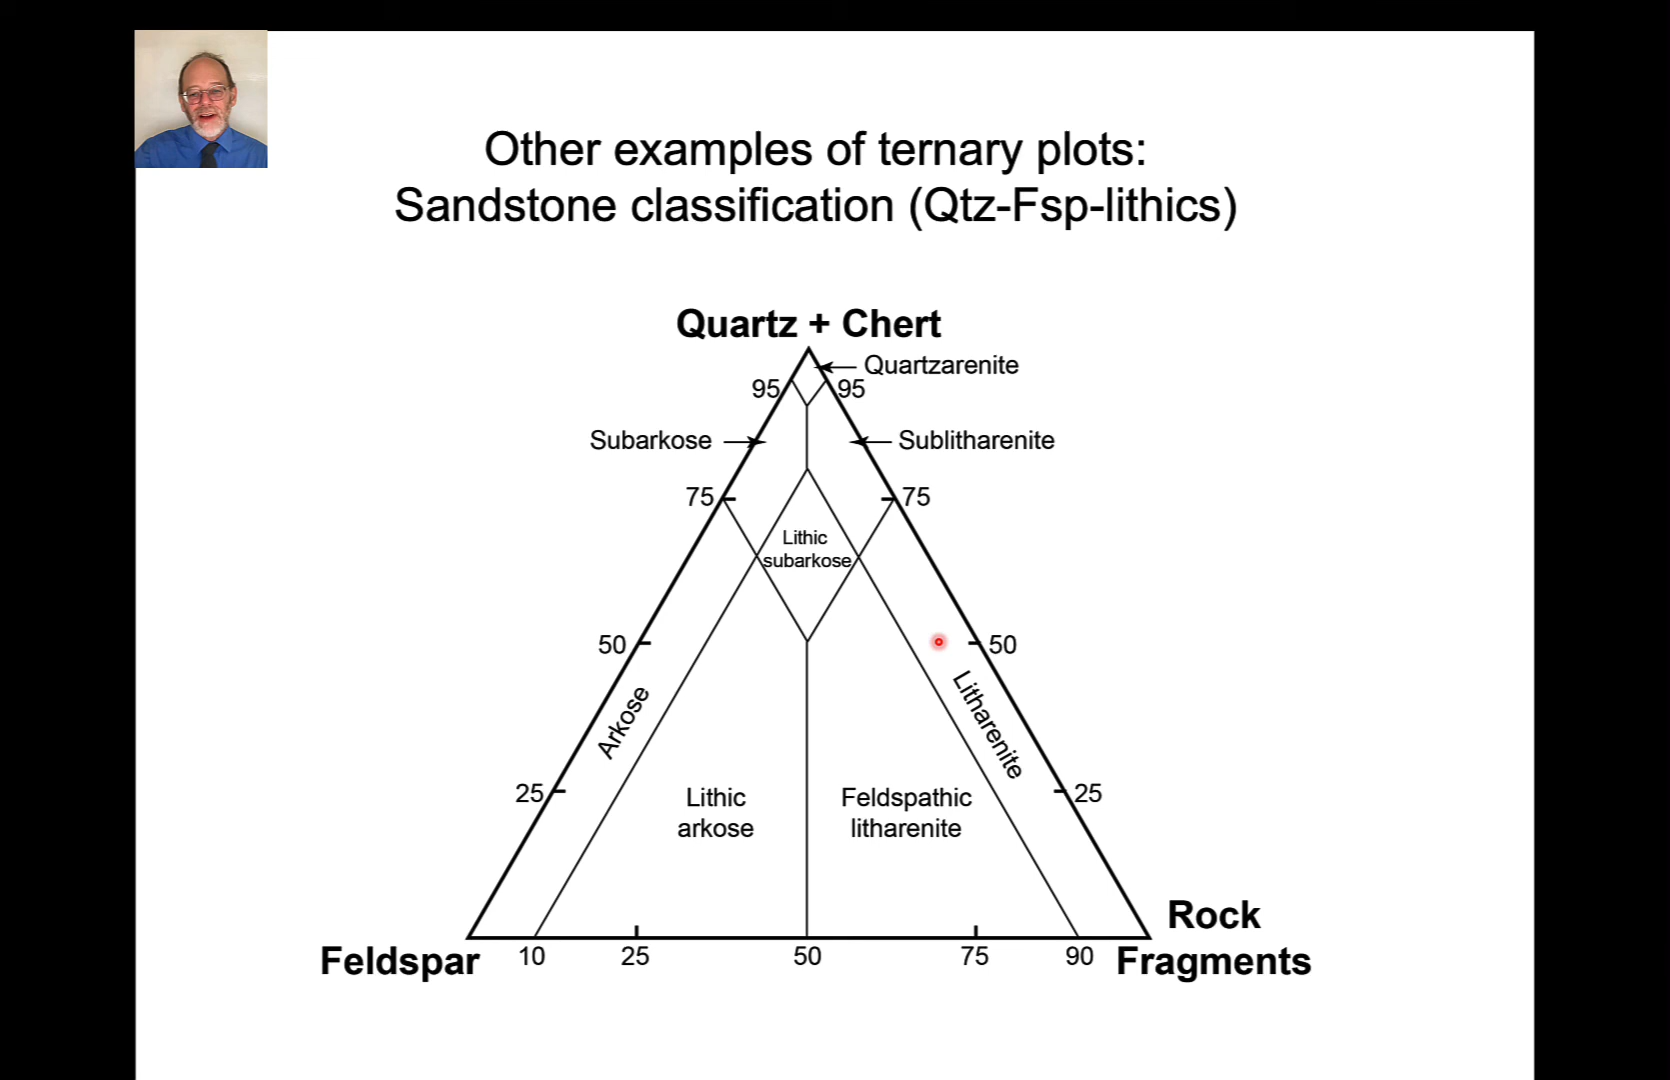 Other examples of ternary plots:
Sandstone classification (Qtz-Fsp-lithics)
Quartz + Chert
Quartzarenite
95
95
Subarkose
Sublitharenite
75
75
Lithic
subarkose
50
50
Arkose
Litharenite
25
25
Lithic
arkose
Feldspathic
litharenite
Rock
Fragments
Feldspar
10
25
50
75
90